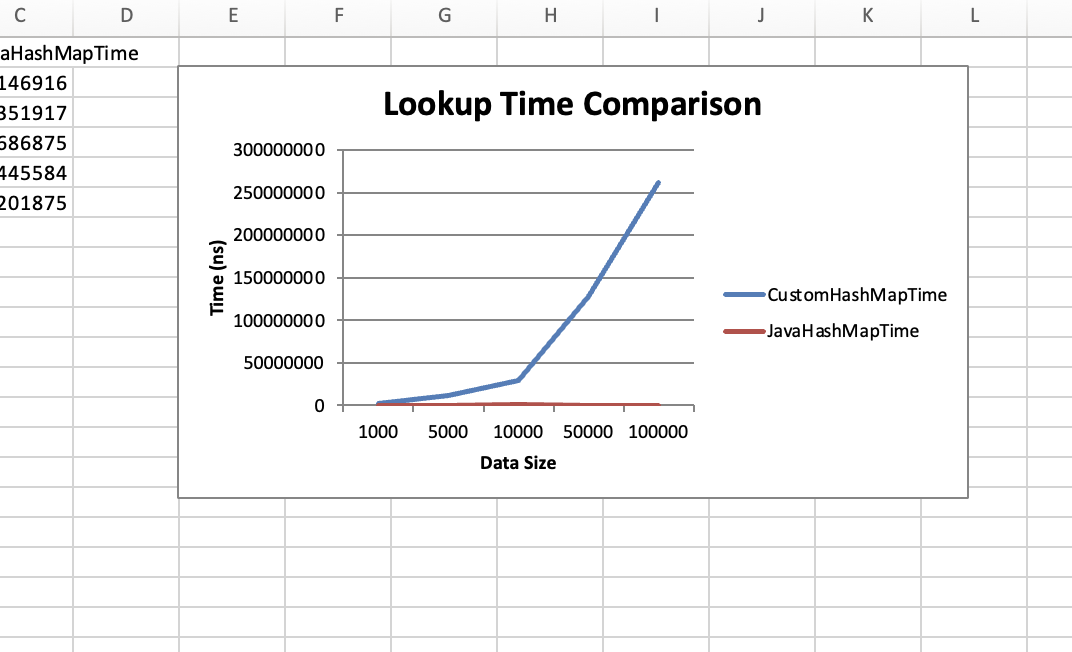 C D E F G H I J K L
aHashMapTime
146916
351917
686875
445584
201875
Lookup Time Comparison
300000000
250000000
200000000
150000000
100000000
50000000
0
Time (ns)
1000 5000 10000 50000 100000
Data Size
CustomHashMapTime
JavaHashMapTime